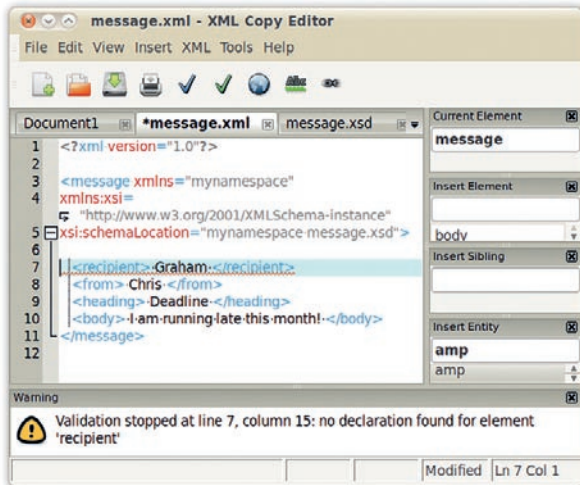 message.xml - XML Copy Editor
File Edit View Insert XML Tools Help
Abc
Document1 *message.xml message.xsd
1 <?xml·version="1.0"?>
2
3 <message·xmlns="mynamespace"
4 xmlns:xsi=
"http://www.w3.org/2001/XMLSchema-instance"
5 xsi:schemaLocation="mynamespace·message.xsd">
6
7 <recipient>·Graham·</recipient>
8 <from>·Chris·</from>
9 <heading>·Deadline·</heading>
10 <body>·I·am·running·late·this·month!·</body>
11 </message>
12
Current Element
message
Insert Element
body
Insert Sibling
Insert Entity
amp
amp
Warning
Validation stopped at line 7, column 15: no declaration found for element
'recipient'
Modified Ln 7 Col 1